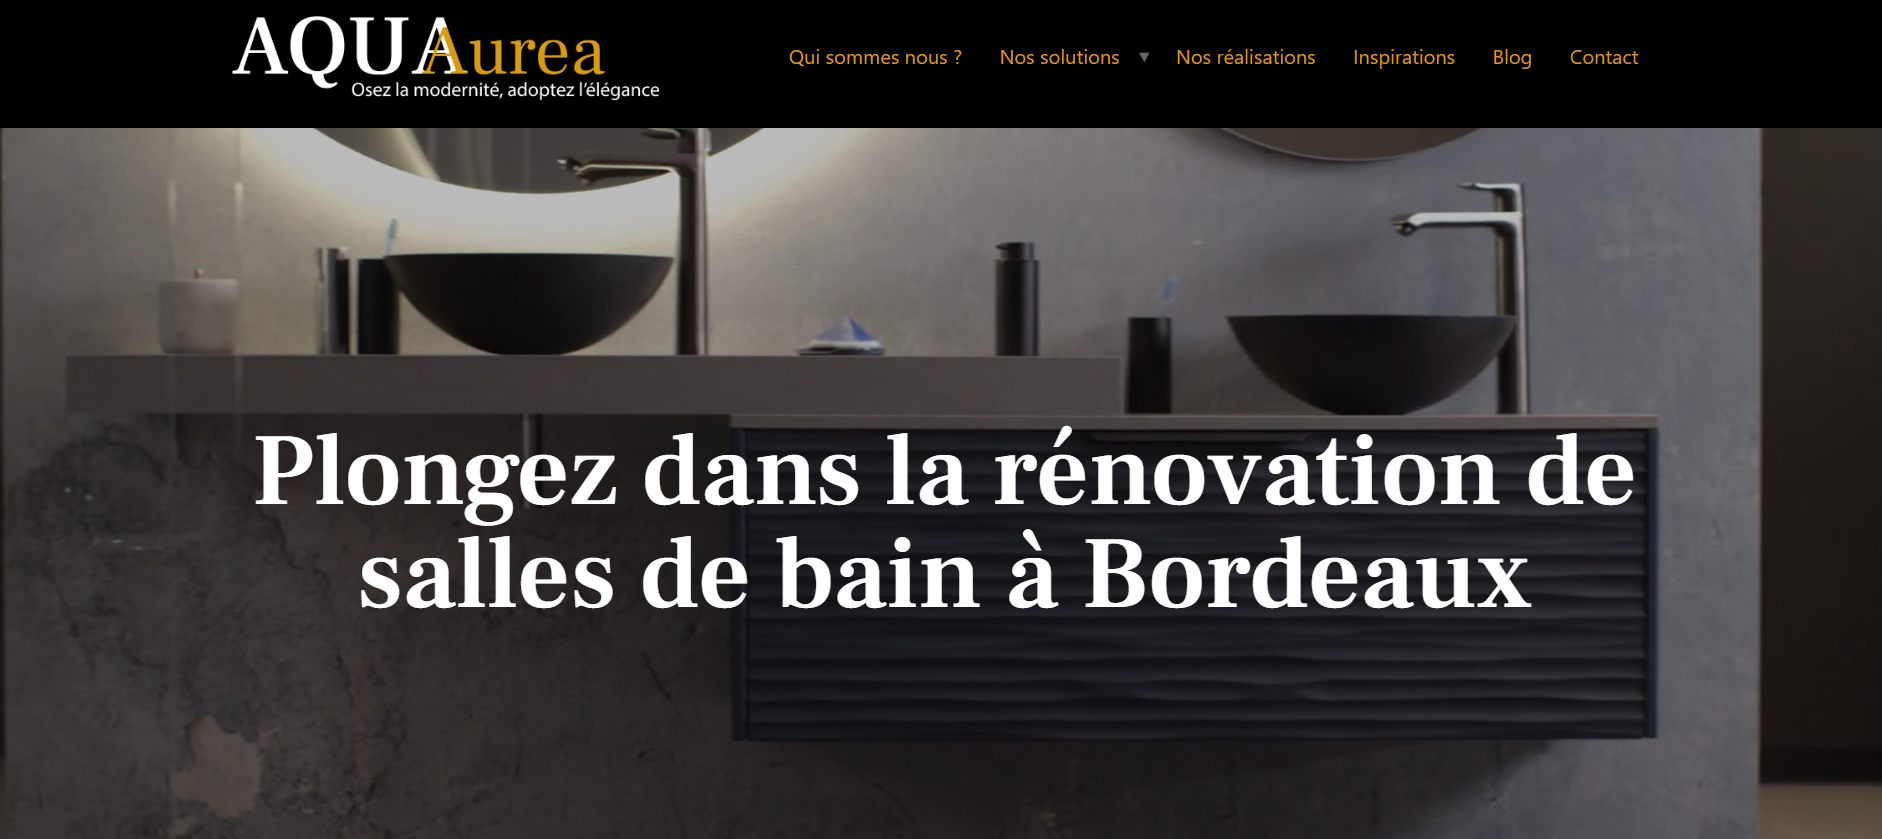 AQUAAurea
Osez la modernité, adoptez l'élégance
Qui sommes nous ? Nos solutions ▼ Nos réalisations Inspirations Blog Contact
Plongez dans la rénovation de
salles de bain à Bordeaux